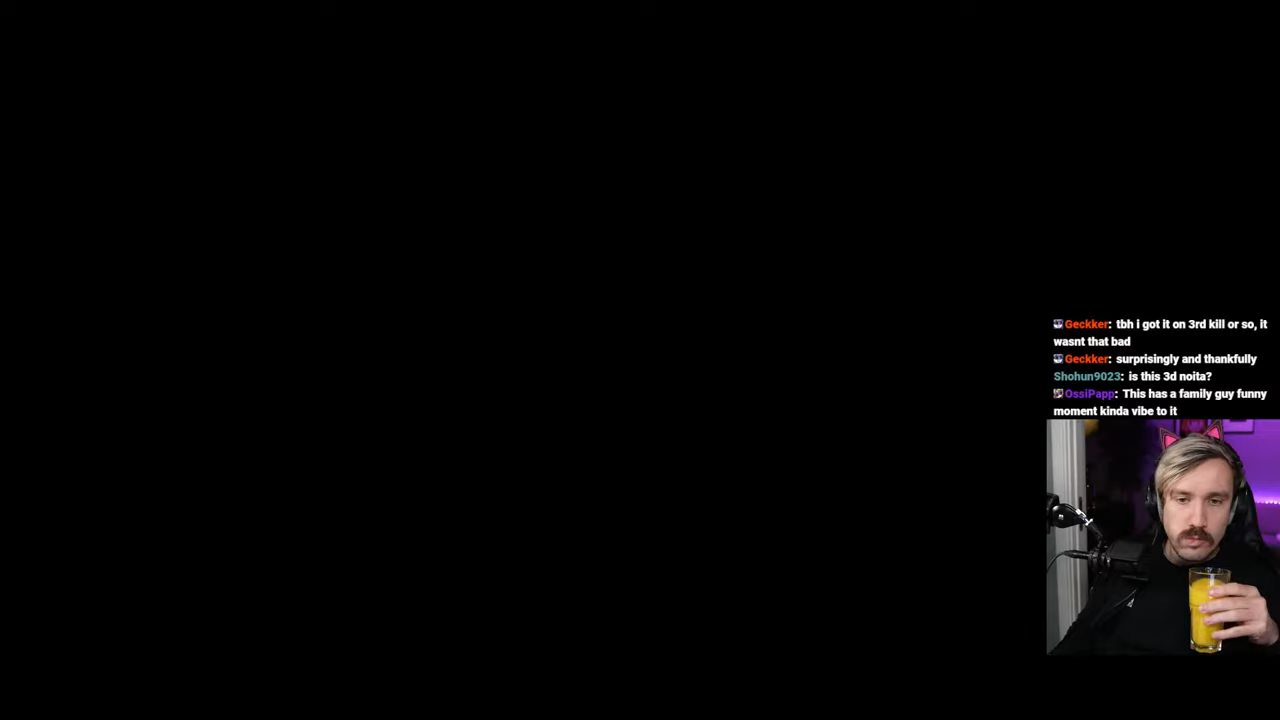 Geckker: tbh i got it on 3rd kill or so, it
wasnt that bad
Geckker: surprisingly and thankfully
Shohun9023: is this 3d noita?
OssiPapp: This has a family guy funny
moment kinda vibe to it